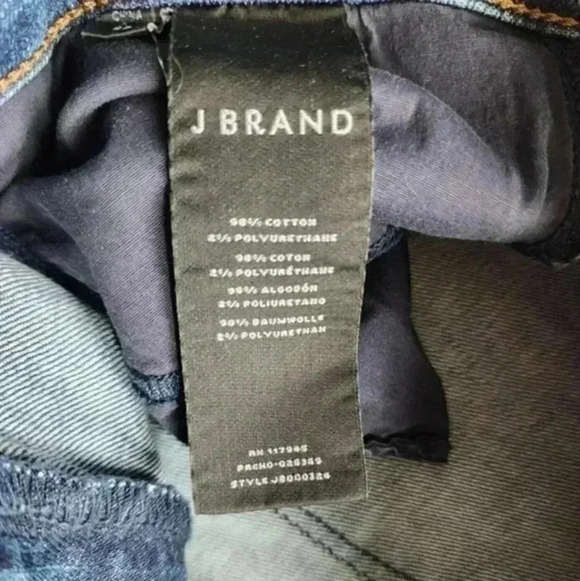 J BRAND
98% COTTON
2% POLYURETHANE
98% COTON
2% POLYURÉTHANE
98% ALGODÓN
2% POLIURETANO
98% BAUMWOLLE
2% POLYURETHAN
RN 117945
STYLE JB000324